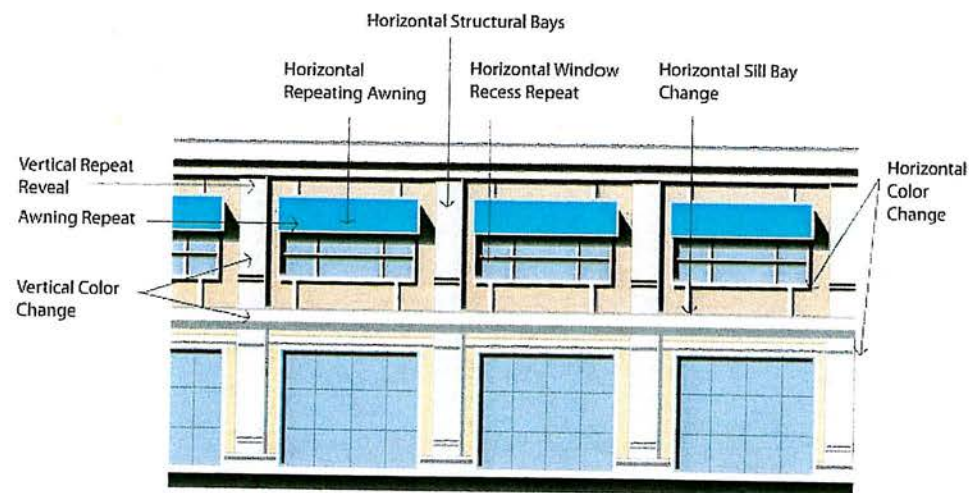 Horizontal Structural Bays
Horizontal
Repeating Awning
Horizontal Window
Recess Repeat
Horizontal Sill Bay
Change
Vertical Repeat
Reveal
Awning Repeat
Vertical Color
Change
Horizontal
Color
Change